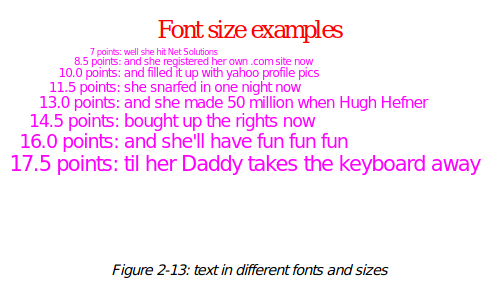 Font size examples
7 points: well she hit Net Solutions
8.5 points: and she registered her own .com site now
10.0 points: and filled it up with yahoo profile pics
11.5 points: she snarfed in one night now
13.0 points: and she made 50 million when Hugh Hefner
14.5 points: bought up the rights now
16.0 points: and she'll have fun fun fun
17.5 points: til her Daddy takes the keyboard away
Figure 2-13: text in different fonts and sizes